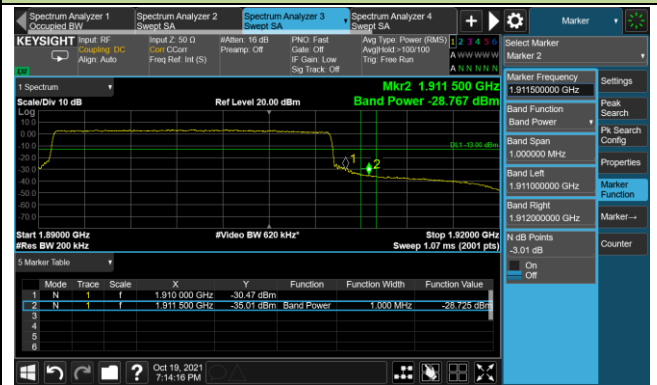 Spectrum Analyzer 1
Occupied BW
Spectrum Analyzer 2
Swept SA
Spectrum Analyzer 3
Swept SA
Spectrum Analyzer 4
Swept SA
Marker
KEYSIGHT
Input: RF
Coupling: DC
Align: Auto
Input Z: 50 Ω
Corr CCorr
Freq Ref: Int (S)
#Atten: 16 dB
Preamp: Off
PNO: Fast
Gate: Off
IF Gain: Low
Sig Track: Off
Avg Type: Power (RMS)
Avg|Hold:>100/100
Trig: Free Run
1 2 3 4 5 6
A W W W W W
A N N N N N
LXI
Select Marker
Marker 2
1 Spectrum
Mkr2 1.911 500 GHz
Scale/Div 10 dB
Ref Level 20.00 dBm
Band Power -28.767 dBm
Log
10.0
0.00
-10.0
-20.0
-30.0
-40.0
-50.0
-60.0
-70.0
DL1 -13.00 dBm
1
2
Start 1.89000 GHz
#Video BW 620 kHz*
Stop 1.92000 GHz
#Res BW 200 kHz
Sweep 1.07 ms (2001 pts)
5 Marker Table
Mode Trace Scale X Y Function Function Width Function Value
1 N 1 f 1.910 000 GHz -30.47 dBm
2 N 1 f 1.911 500 GHz -35.01 dBm Band Power 1.000 MHz -28.725 dBm
3
4
5
6
Marker Frequency
1.911500000 GHz
Band Function
Band Power
Band Span
1.000000 MHz
Band Left
1.911000000 GHz
Band Right
1.912000000 GHz
N dB Points
-3.01 dB
On
Off
Settings
Peak
Search
Pk Search
Config
Properties
Marker
Function
Marker→
Counter
?
Oct 19, 2021
7:14:16 PM